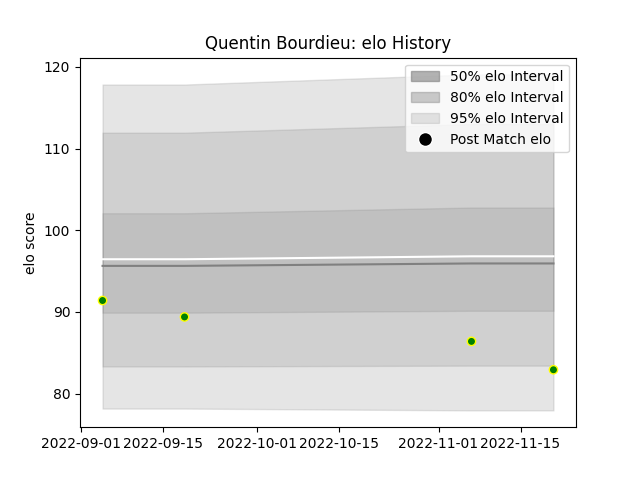 Quentin Bourdieu: elo History
120
110
100
90
80
elo score
50% elo Interval
80% elo Interval
95% elo Interval
Post Match elo
2022-09-01 2022-09-15 2022-10-01 2022-10-15 2022-11-01 2022-11-15